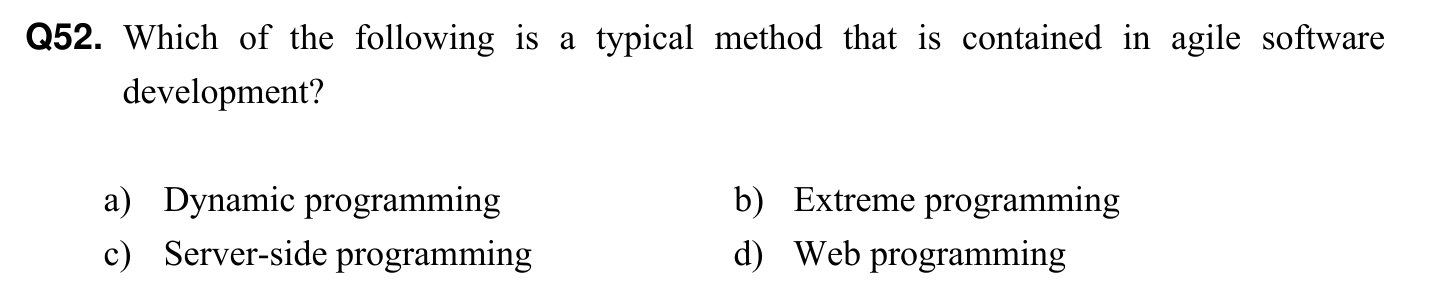 Q52. Which of the following is a typical method that is contained in agile software
development?
a) Dynamic programming b) Extreme programming
c) Server-side programming d) Web programming